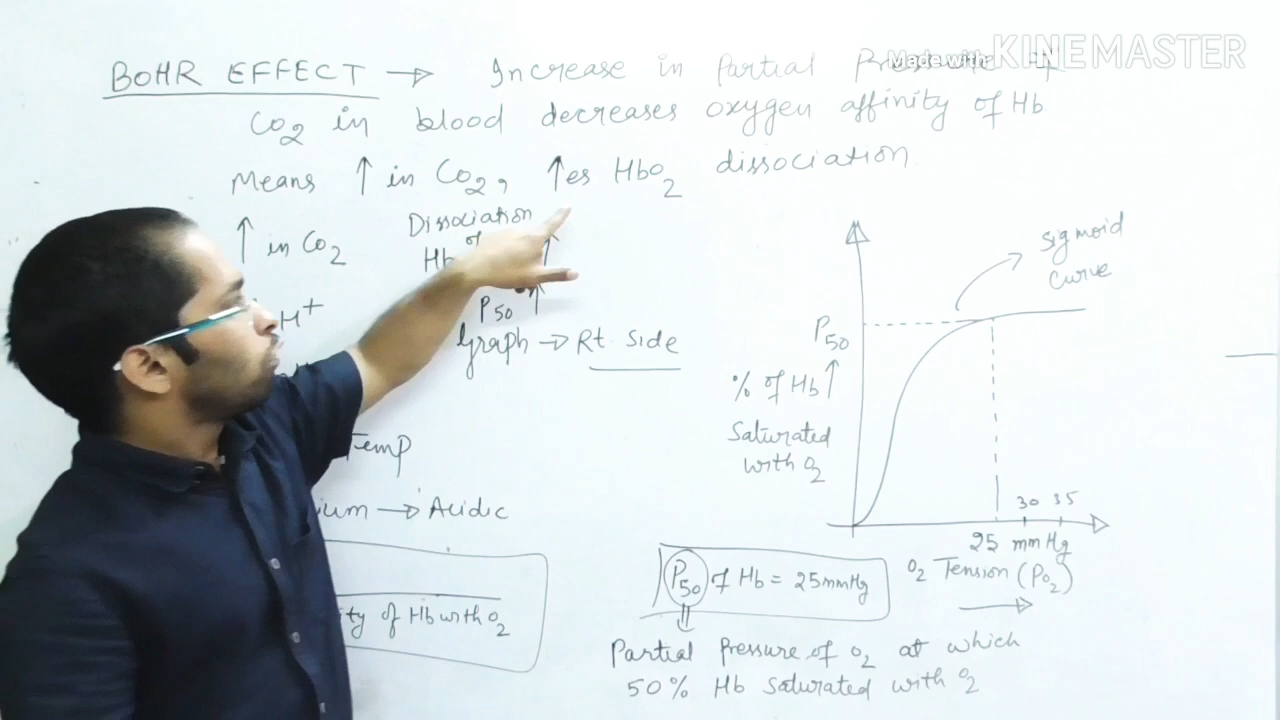 Made with KINEMASTER
BOHR EFFECT → Increase in Partial Pressure of
CO2 in blood decreases oxygen affinity of Hb
Means ↑ in CO2, ↑es HbO2 dissociation
↑ in CO2
H+
Temp
→ Acidic
of Hb with O2
Dissociation
of
Hb ↑
P50 ↑
Graph → Rt. Side
Sigmoid
Curve
P50
% of Hb ↑
Saturated
with O2
30 35
25 mmHg
O2 Tension (PO2)
P50 of Hb = 25mmHg
Partial Pressure of O2 at which
50% Hb saturated with O2